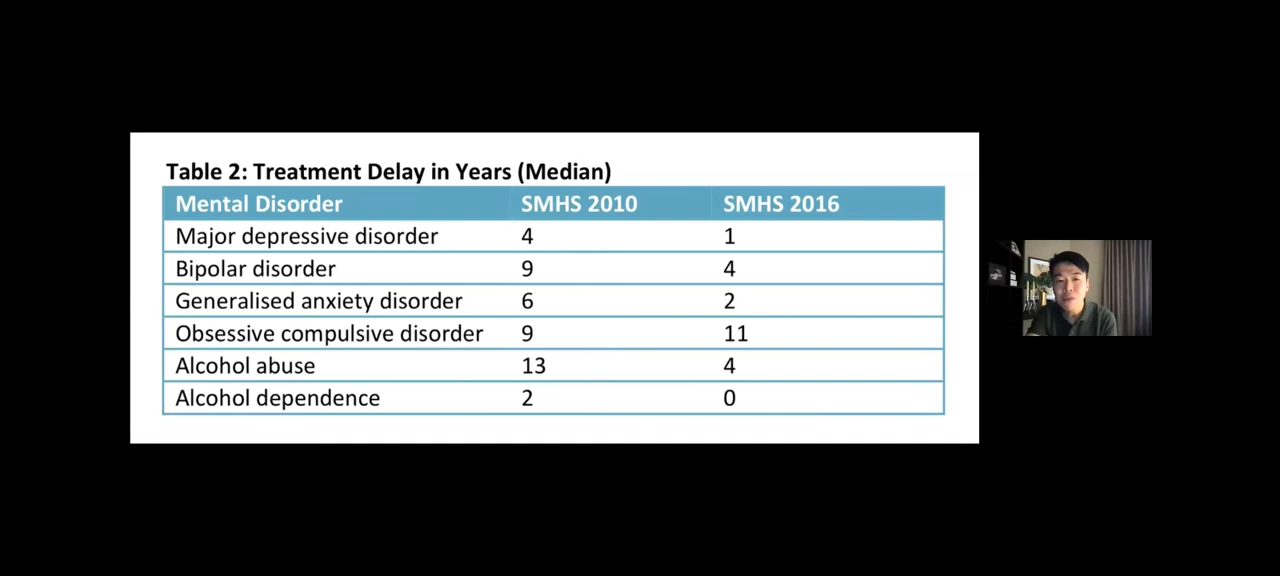 Table 2: Treatment Delay in Years (Median)
Mental Disorder SMHS 2010 SMHS 2016
Major depressive disorder 4 1
Bipolar disorder 9 4
Generalised anxiety disorder 6 2
Obsessive compulsive disorder 9 11
Alcohol abuse 13 4
Alcohol dependence 2 0